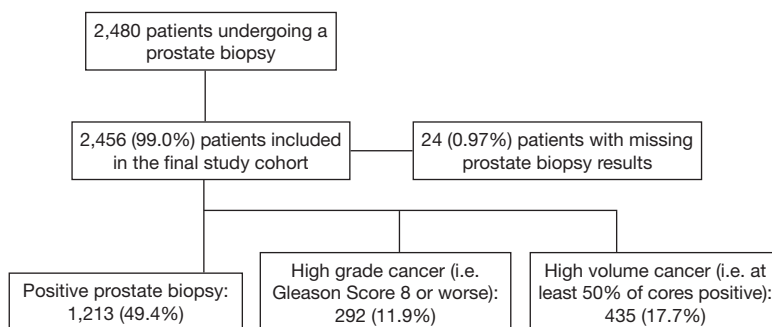 2,480 patients undergoing a
prostate biopsy
2,456 (99.0%) patients included
in the final study cohort
24 (0.97%) patients with missing
prostate biopsy results
Positive prostate biopsy:
1,213 (49.4%)
High grade cancer (i.e.
Gleason Score 8 or worse):
292 (11.9%)
High volume cancer (i.e. at
least 50% of cores positive):
435 (17.7%)